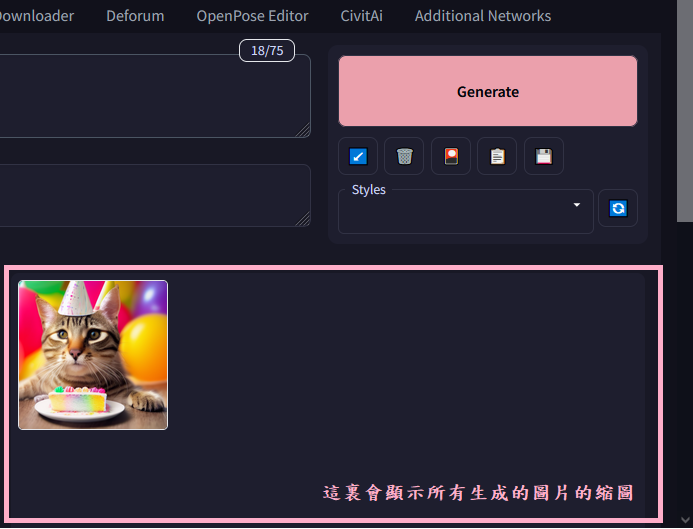 ownloader Deforum OpenPose Editor CivitAi Additional Networks
18/75
Generate
Styles
這裏會顯示所有生成的圖片的縮圖